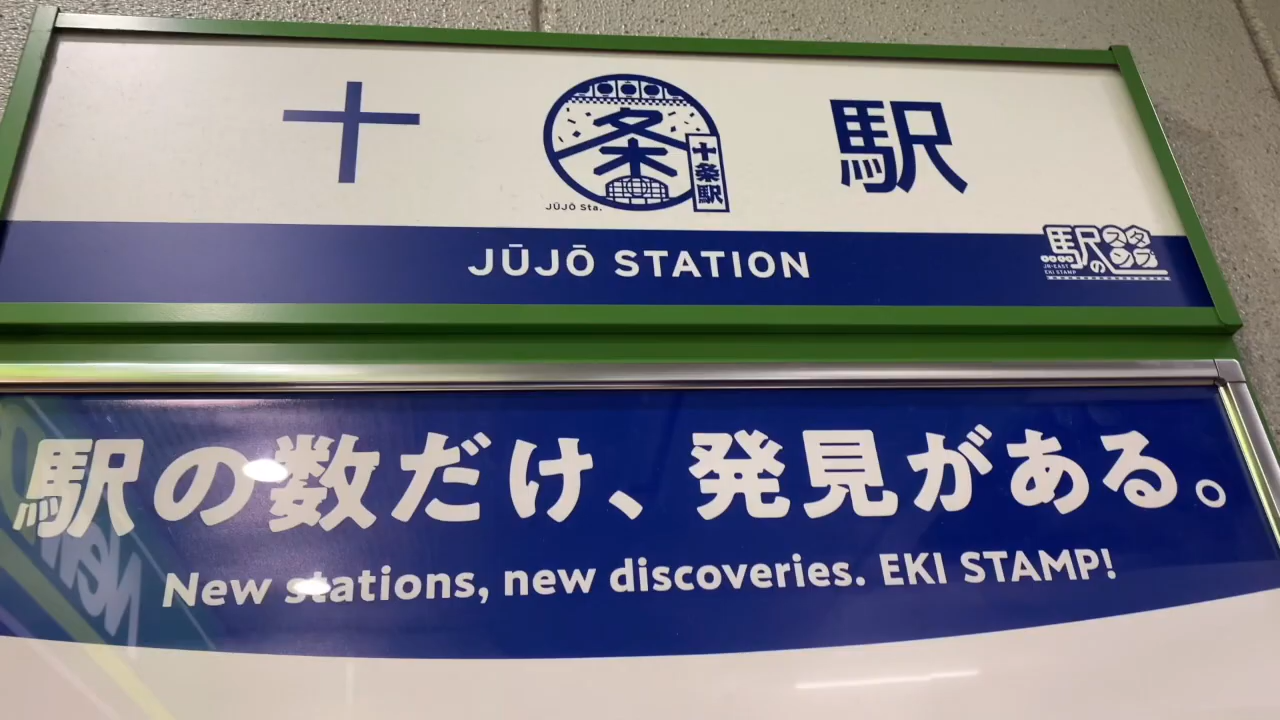 十条駅
十条駅
JŪJŌ Sta.
JŪJŌ STATION
駅のスタンプ
JR-EAST
EKI STAMP
駅の数だけ、発見がある。
New stations, new discoveries. EKI STAMP!